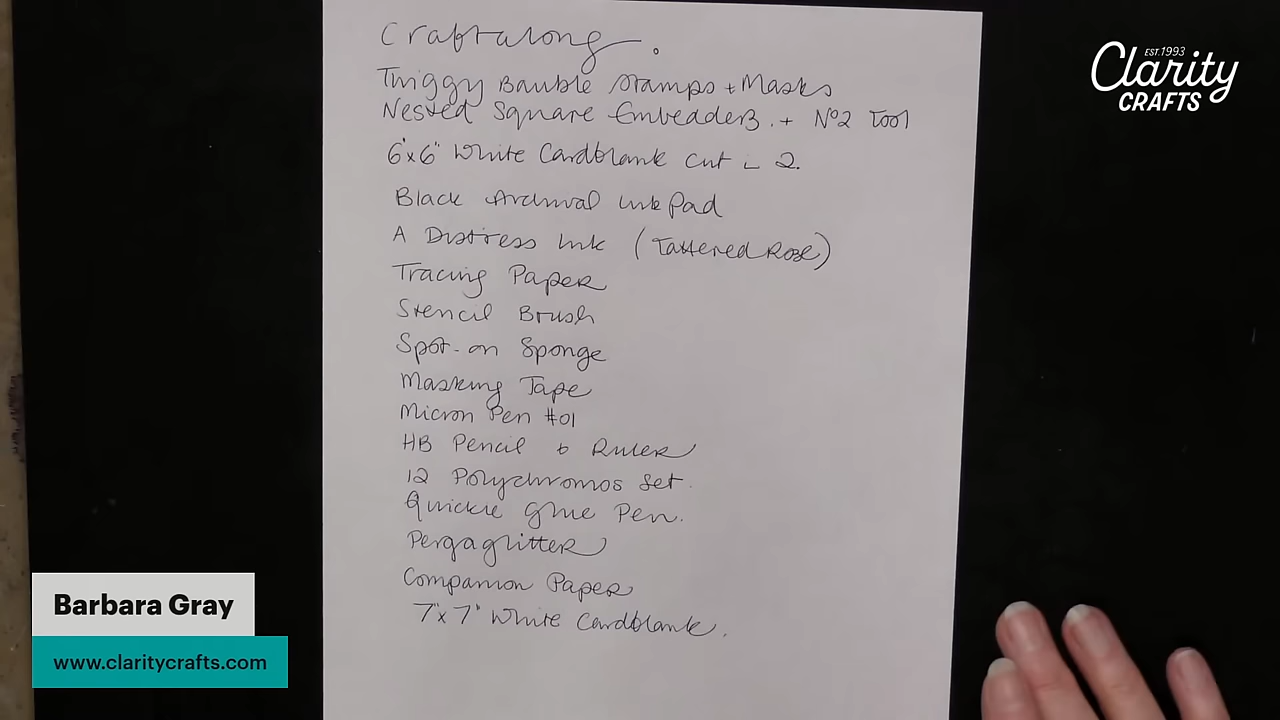 Craftalong.
Twiggy Bauble Stamps + Masks
Nested Square Embedders. + Nº2 Tool
6"x6" White Cardblank cut in 2.
Black Archival Ink Pad
A Distress Ink (Tattered Rose)
Tracing Paper
Stencil Brush
Spot-on Sponge
Masking Tape
Micron Pen #01
HB Pencil & Ruler
12 Polychromos Set.
Quickie Glue Pen.
Pergaglitter
Companion Paper
7"x7" White Cardblank.
EST.1993
Clarity
CRAFTS
Barbara Gray
www.claritycrafts.com